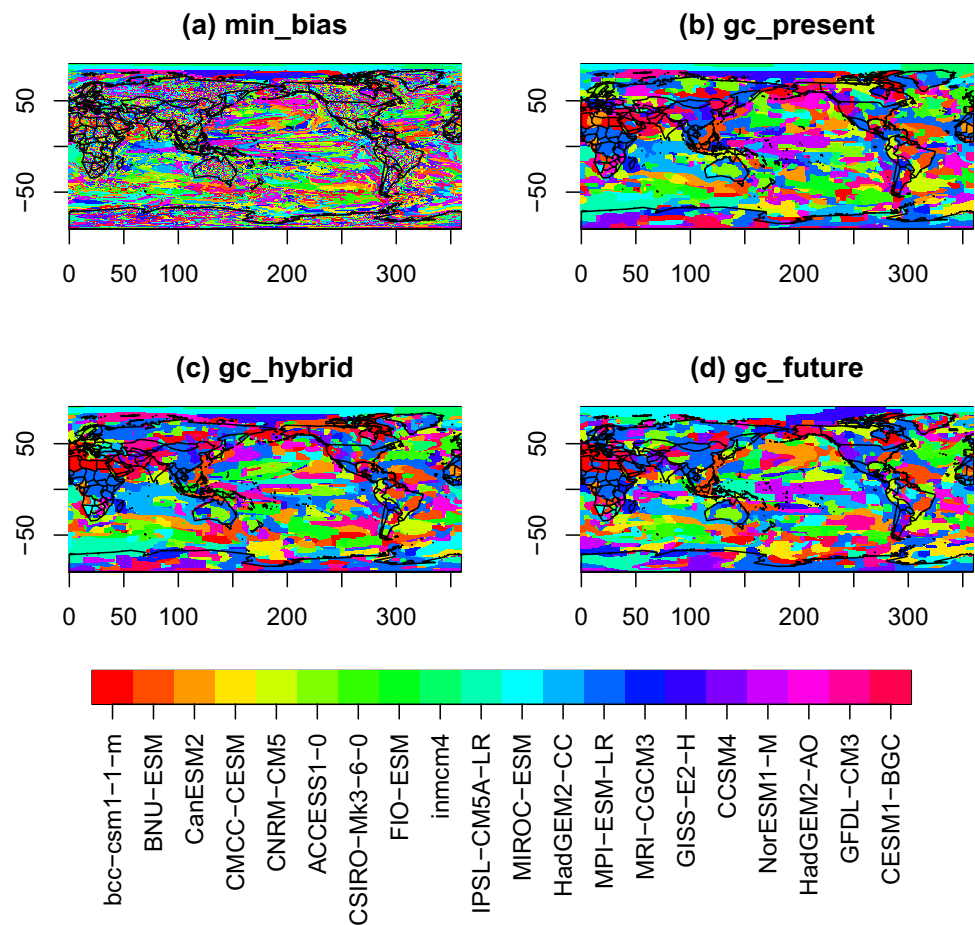 (a) min_bias
(b) gc_present
50
−50
0 50 100 200 300
50
−50
0 50 100 200 300
(c) gc_hybrid
(d) gc_future
50
−50
0 50 100 200 300
50
−50
0 50 100 200 300
bcc−csm1−1−m
BNU−ESM
CanESM2
CMCC−CESM
CNRM−CM5
ACCESS1−0
CSIRO−Mk3−6−0
FIO−ESM
inmcm4
IPSL−CM5A−LR
MIROC−ESM
HadGEM2−CC
MPI−ESM−LR
MRI−CGCM3
GISS−E2−H
CCSM4
NorESM1−M
HadGEM2−AO
GFDL−CM3
CESM1−BGC